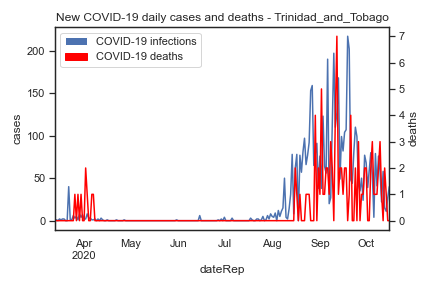 New COVID-19 daily cases and deaths - Trinidad_and_Tobago
COVID-19 infections
COVID-19 deaths
cases
200
150
100
50
0
deaths
7
6
5
4
3
2
1
0
Apr
2020
May
Jun
Jul
Aug
Sep
Oct
dateRep